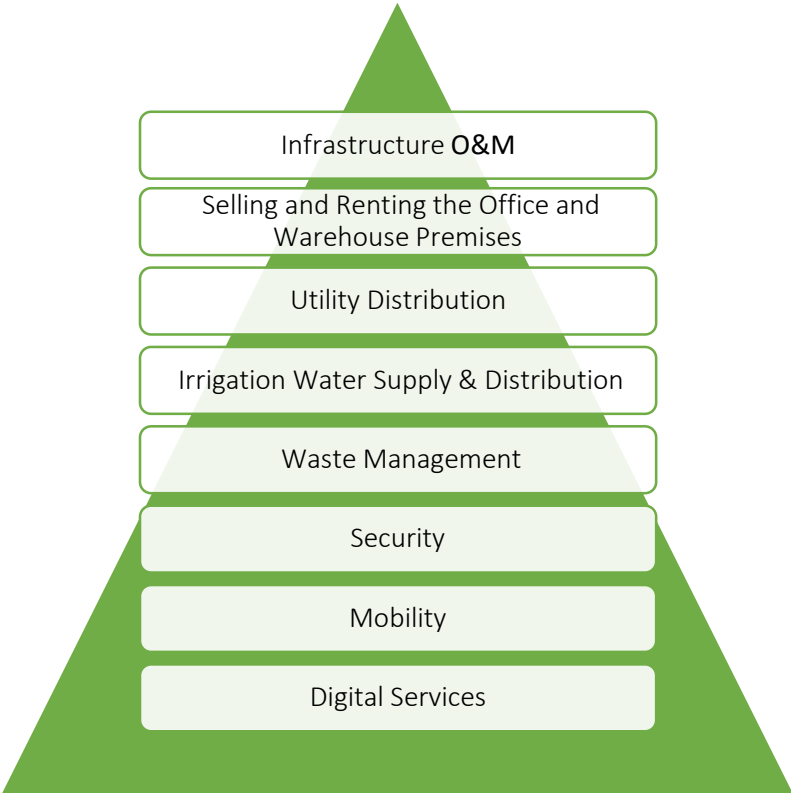 Infrastructure O&M
Selling and Renting the Office and
Warehouse Premises
Utility Distribution
Irrigation Water Supply & Distribution
Waste Management
Security
Mobility
Digital Services